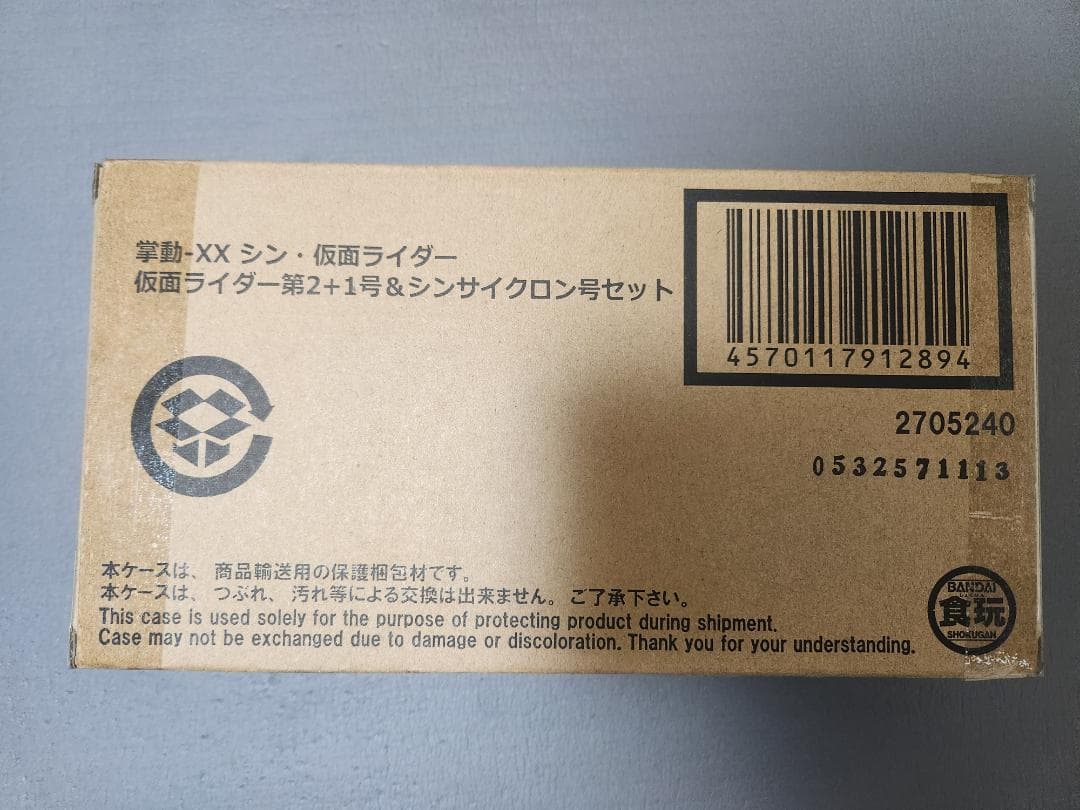 掌動-XX シン・仮面ライダー
仮面ライダー第2+1号&シンサイクロン号セット
4570117912894
2705240
0532571113
本ケースは、商品輸送用の保護梱包材です。
本ケースは、つぶれ、汚れ等による交換は出来ません。ご了承下さい。
This case is used solely for the purpose of protecting product during shipment.
Case may not be exchanged due to damage or discoloration. Thank you for your understanding.
BANDAI
食玩
SHOKUGAN